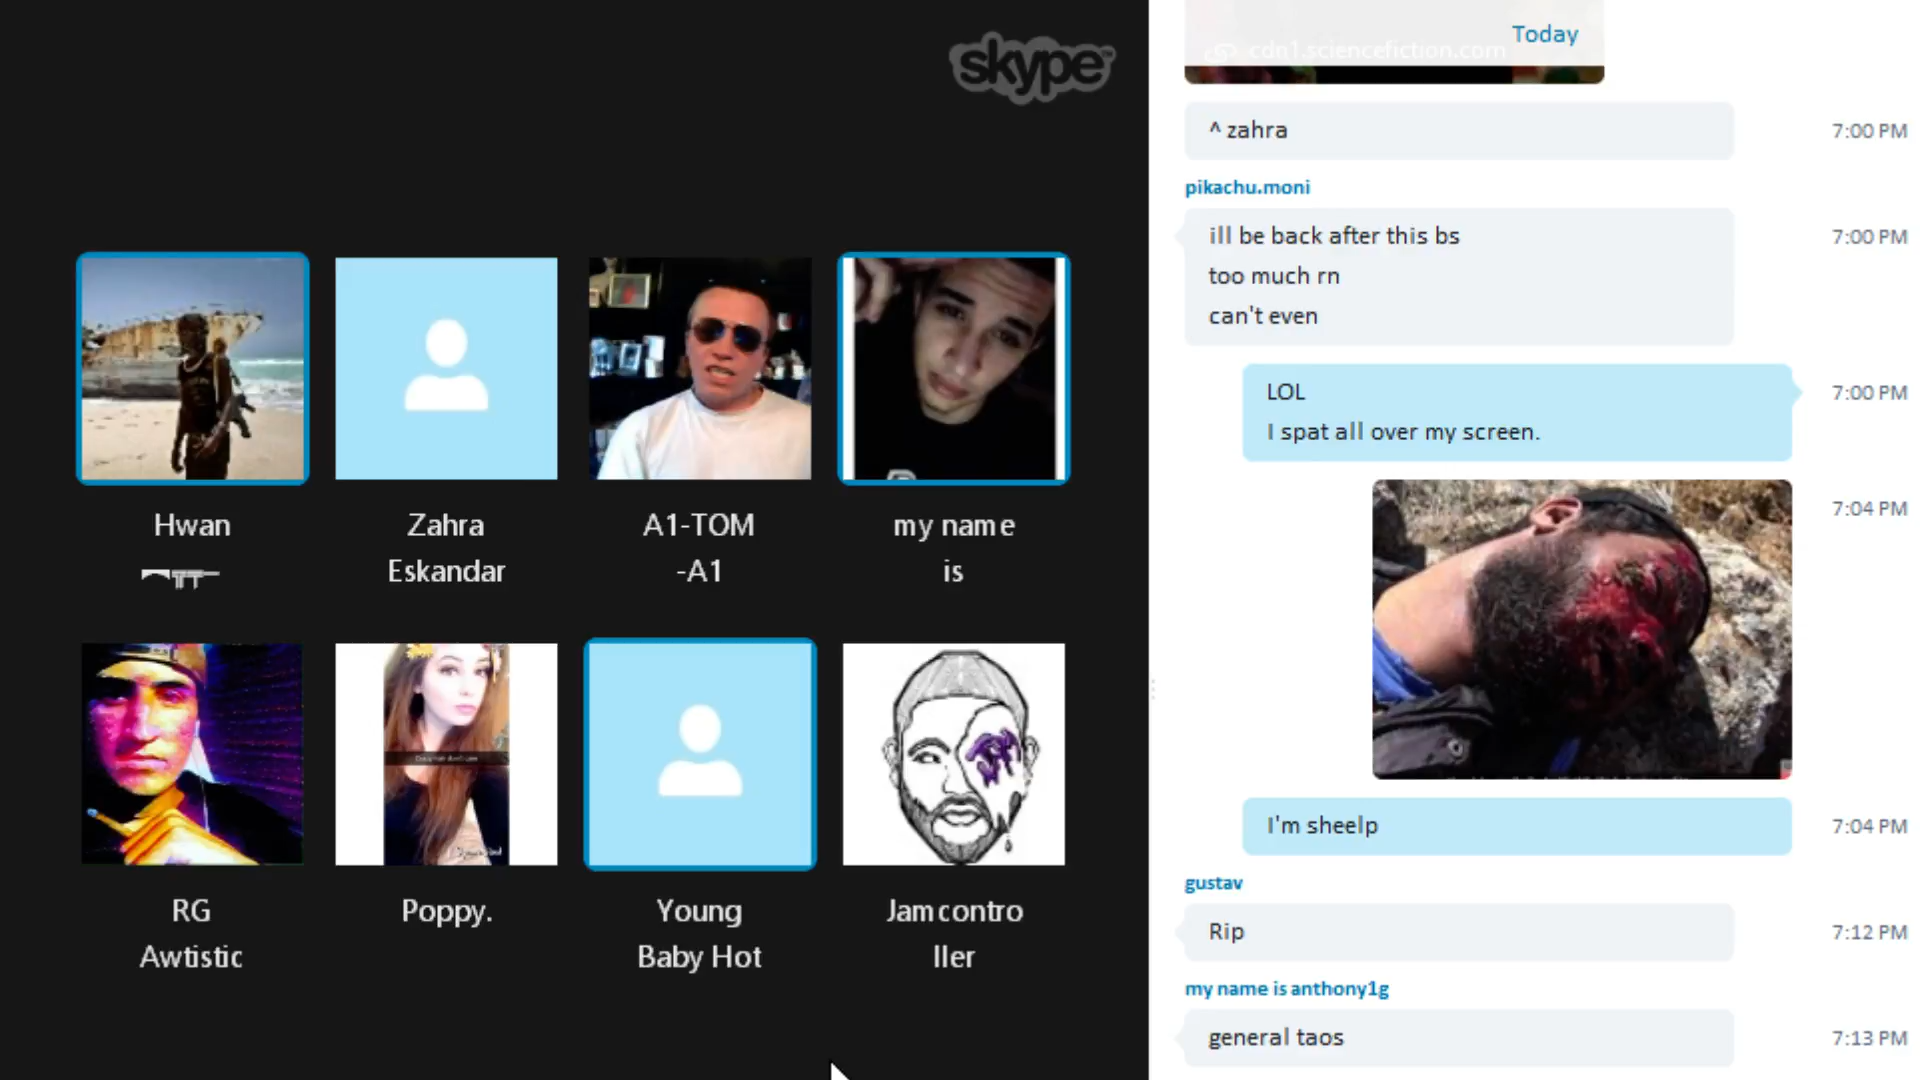 skype
Hwan
Zahra
Eskandar
A1-TOM
-A1
my name
is
RG
Awtistic
Poppy.
Young
Baby Hot
Jamcontro
ller
cdn1.sciencefiction.com
Today
^ zahra
7:00 PM
pikachu.moni
ill be back after this bs
7:00 PM
too much rn
can't even
LOL
7:00 PM
I spat all over my screen.
7:04 PM
I'm sheelp
7:04 PM
gustav
Rip
7:12 PM
my name is anthony1g
general taos
7:13 PM